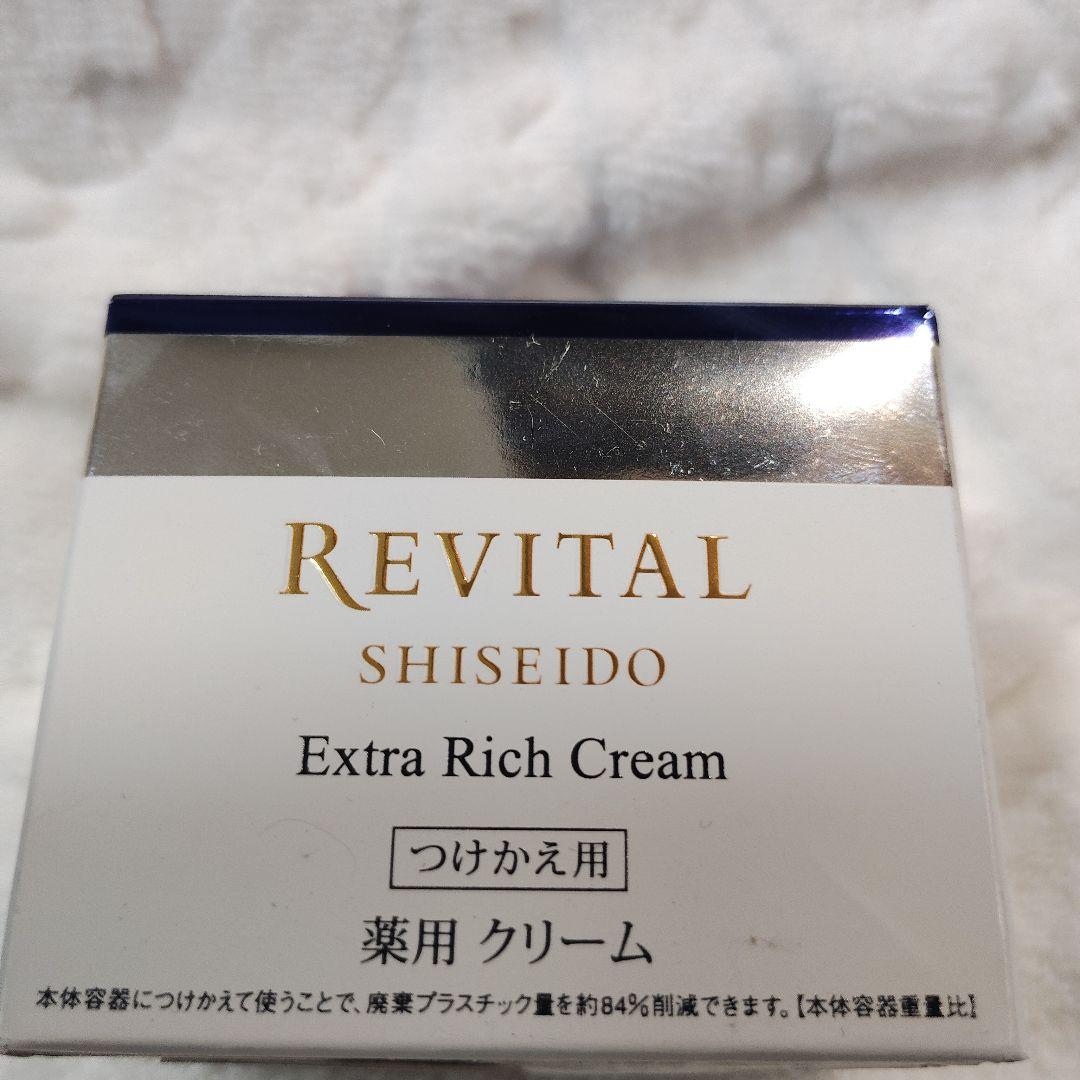 REVITAL
SHISEIDO
Extra Rich Cream
つけかえ用
薬用 クリーム
本体容器につけかえて使うことで、廃棄プラスチック量を約84%削減できます。【本体容器重量比】